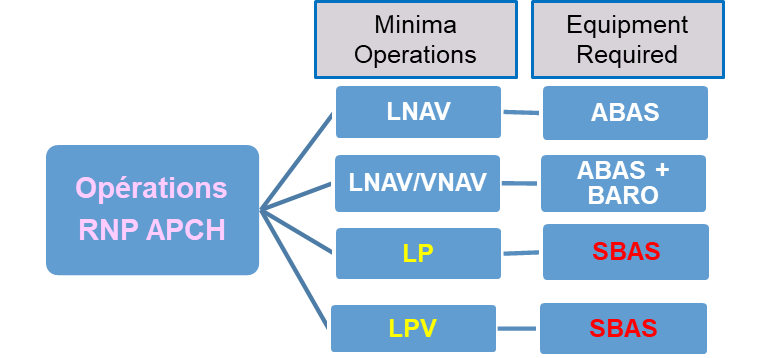 Minima
Operations
Equipment
Required
Opérations
RNP APCH
LNAV
ABAS
LNAV/VNAV
ABAS +
BARO
LP
SBAS
LPV
SBAS